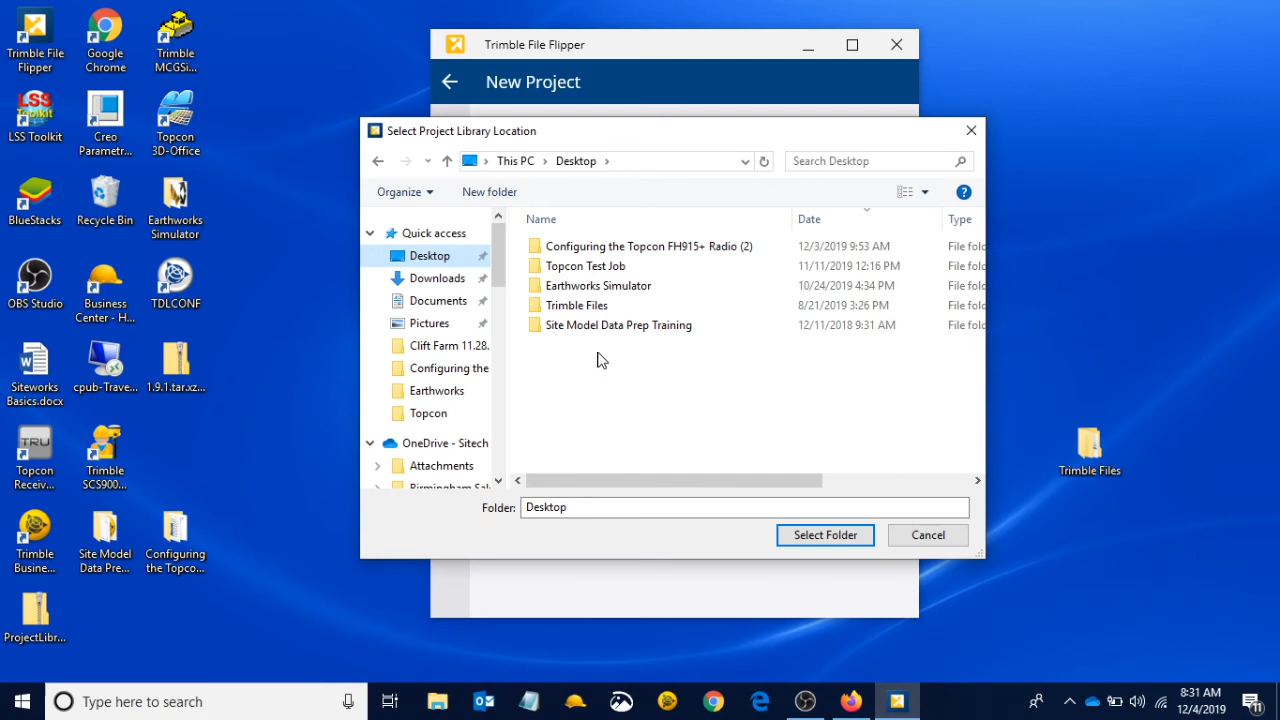 Trimble File
Flipper
Google
Chrome
Trimble
MCGSi...
LSS Toolkit
Creo
Parametr...
Topcon
3D-Office
BlueStacks
Recycle Bin
Earthworks
Simulator
OBS Studio
Business
Center - H...
TDLCONF
Siteworks
Basics.docx
cpub-Trave...
1.9.1.tar.xz...
TRU
Topcon
Receiv...
Trimble
SCS900...
Trimble
Busine...
Site Model
Data Pre...
Configuring
the Topco...
ProjectLibr...
Trimble File Flipper
New Project
Select Project Library Location
This PC > Desktop >
Search Desktop
Organize
New folder
Quick access
Desktop
Downloads
Documents
Pictures
Clift Farm 11.28.
Configuring the
Earthworks
Topcon
OneDrive - Sitech
Attachments
Birmingham Sal
Name Date Type
Configuring the Topcon FH915+ Radio (2) 12/3/2019 9:53 AM File fold
Topcon Test Job 11/11/2019 12:16 PM File fold
Earthworks Simulator 10/24/2019 4:34 PM File fold
Trimble Files 8/21/2019 3:26 PM File fold
Site Model Data Prep Training 12/11/2018 9:31 AM File fold
Folder: Desktop
Select Folder
Cancel
Trimble Files
Type here to search
8:31 AM
12/4/2019
11